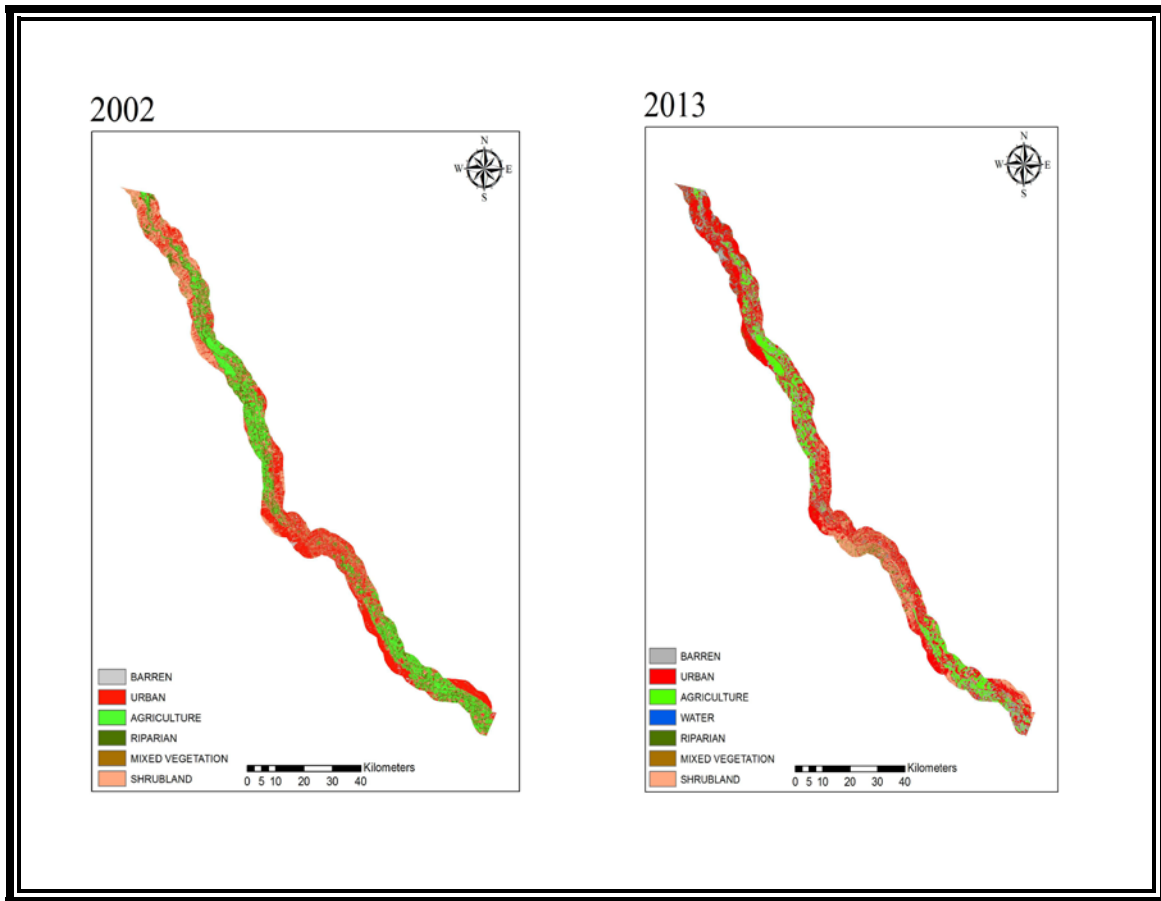 2002
N
W E
S
BARREN
URBAN
AGRICULTURE
RIPARIAN
MIXED VEGETATION
SHRUBLAND
Kilometers
0 5 10 20 30 40
2013
N
W E
S
BARREN
URBAN
AGRICULTURE
WATER
RIPARIAN
MIXED VEGETATION
SHRUBLAND
Kilometers
0 5 10 20 30 40